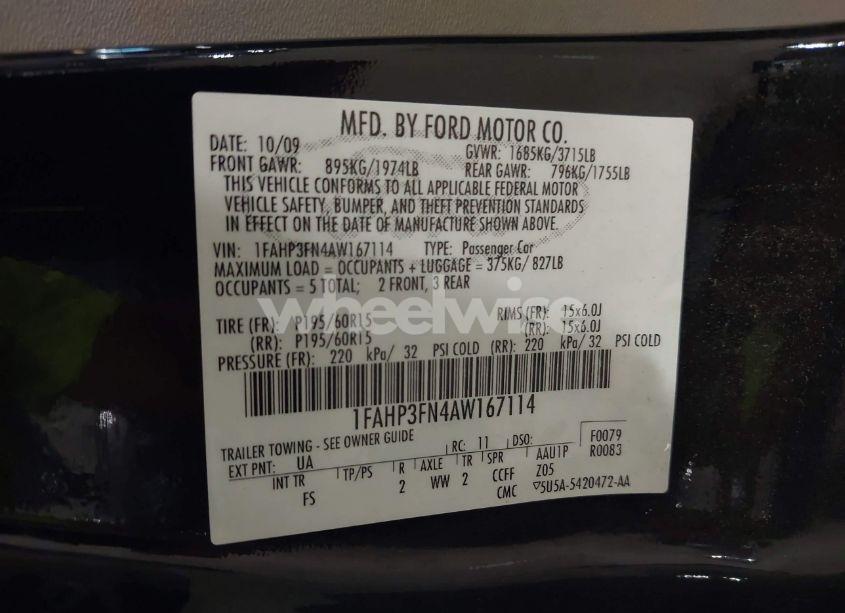 MFD. BY FORD MOTOR CO.
DATE: 10/09 GVWR: 1685KG/3715LB
FRONT GAWR: 895KG/1974LB REAR GAWR: 796KG/1755LB
THIS VEHICLE CONFORMS TO ALL APPLICABLE FEDERAL MOTOR
VEHICLE SAFETY, BUMPER, AND THEFT PREVENTION STANDARDS
IN EFFECT ON THE DATE OF MANUFACTURE SHOWN ABOVE.
VIN: 1FAHP3FN4AW167114 TYPE: Passenger Car
MAXIMUM LOAD = OCCUPANTS + LUGGAGE = 375KG/ 827LB
OCCUPANTS = 5 TOTAL; 2 FRONT, 3 REAR
wheelwise
TIRE (FR): P195/60R15 RIMS (FR): 15x6.0J
(RR): P195/60R15 (RR): 15x6.0J
PRESSURE (FR): 220 kPa/ 32 PSI COLD (RR): 220 kPa/ 32 PSI COLD
1FAHP3FN4AW167114
TRAILER TOWING - SEE OWNER GUIDE
EXT PNT: UA RC: 11 DSO: F0079
R0083
INT TR TP/PS R AXLE TR SPR AAU1P
FS 2 WW 2 CCFF Z05
CMC 5U5A-5420472-AA